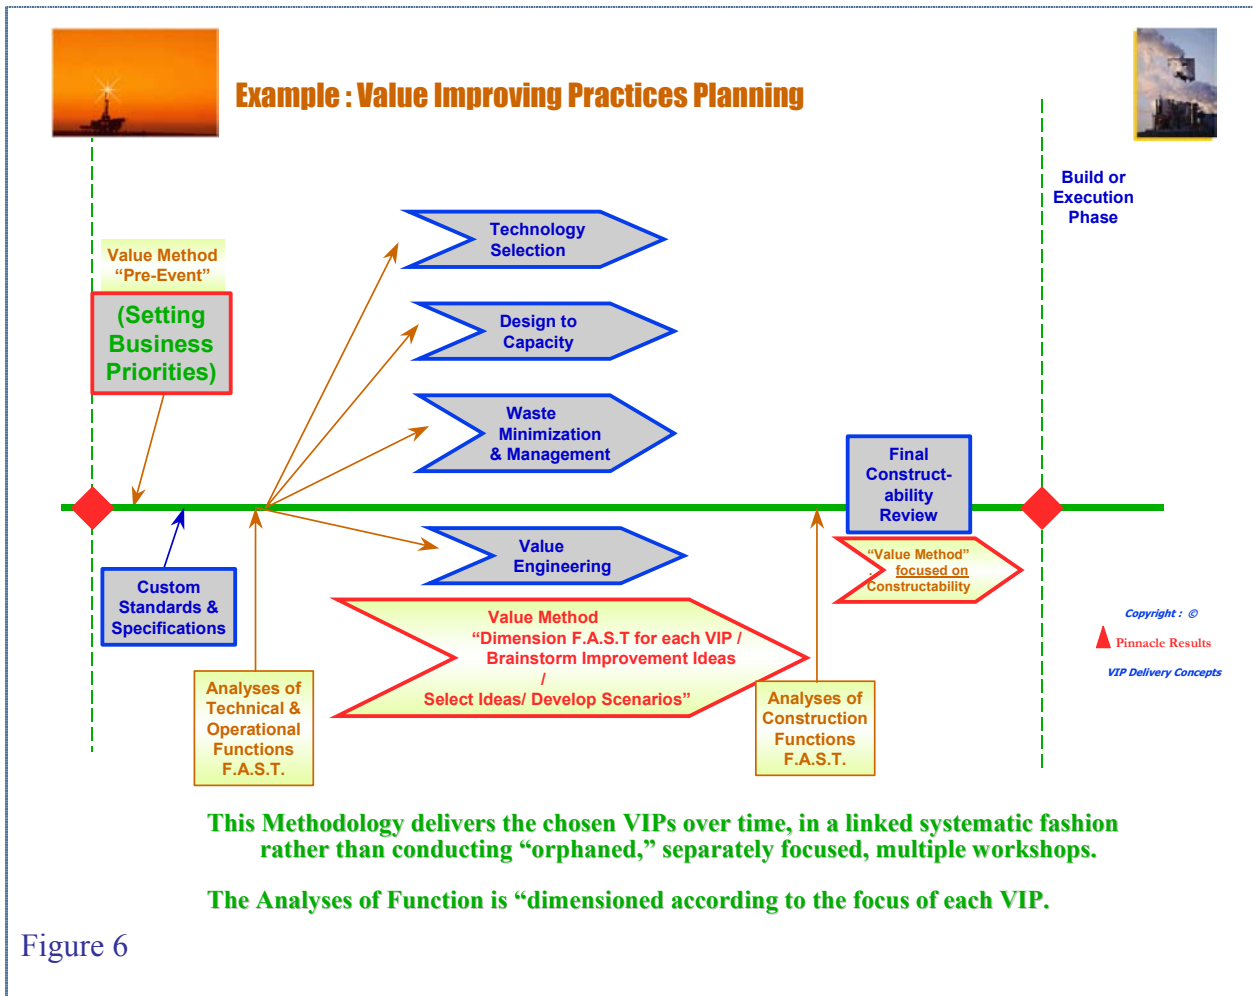 Example : Value Improving Practices Planning
Build or
Execution
Phase
Value Method
“Pre-Event”
(Setting
Business
Priorities)
Technology
Selection
Design to
Capacity
Waste
Minimization
& Management
Final
Construct-
ability
Review
Value
Engineering
“Value Method”
focused on
Constructability
Custom
Standards &
Specifications
Value Method
“Dimension F.A.S.T for each VIP /
Brainstorm Improvement Ideas
/
Select Ideas/ Develop Scenarios”
Analyses of
Technical &
Operational
Functions
F.A.S.T.
Analyses of
Construction
Functions
F.A.S.T.
Copyright : ©
Pinnacle Results
VIP Delivery Concepts
This Methodology delivers the chosen VIPs over time, in a linked systematic fashion
rather than conducting “orphaned,” separately focused, multiple workshops.
The Analyses of Function is “dimensioned according to the focus of each VIP.
Figure 6